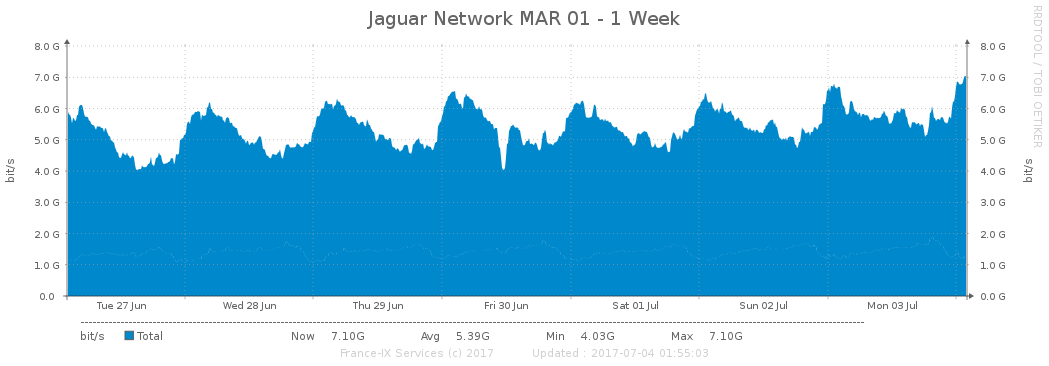 Jaguar Network MAR 01 - 1 Week
RRDTOOL / TOBI OETIKER
8.0 G 8.0 G
7.0 G 7.0 G
6.0 G 6.0 G
5.0 G 5.0 G
4.0 G 4.0 G
3.0 G 3.0 G
2.0 G 2.0 G
1.0 G 1.0 G
0.0 0.0 G
bit/s
bit/s
Tue 27 Jun Wed 28 Jun Thu 29 Jun Fri 30 Jun Sat 01 Jul Sun 02 Jul Mon 03 Jul
bit/s Total Now 7.10G Avg 5.39G Min 4.03G Max 7.10G
France-IX Services (c) 2017 Updated : 2017-07-04 01:55:03